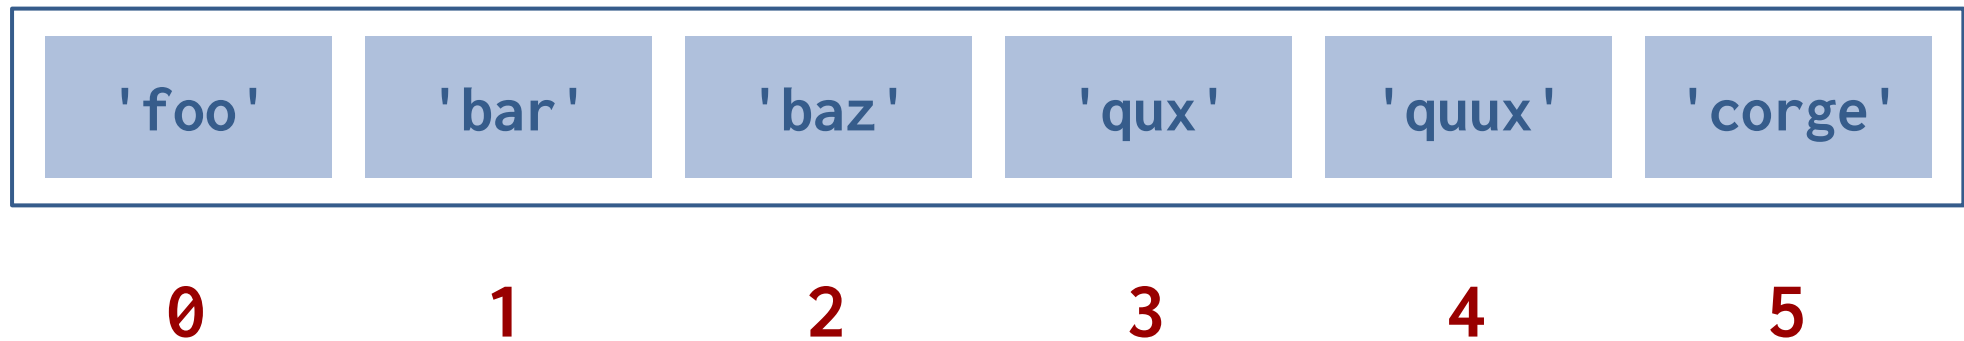 'foo' 'bar' 'baz' 'qux' 'quux' 'corge'
0 1 2 3 4 5